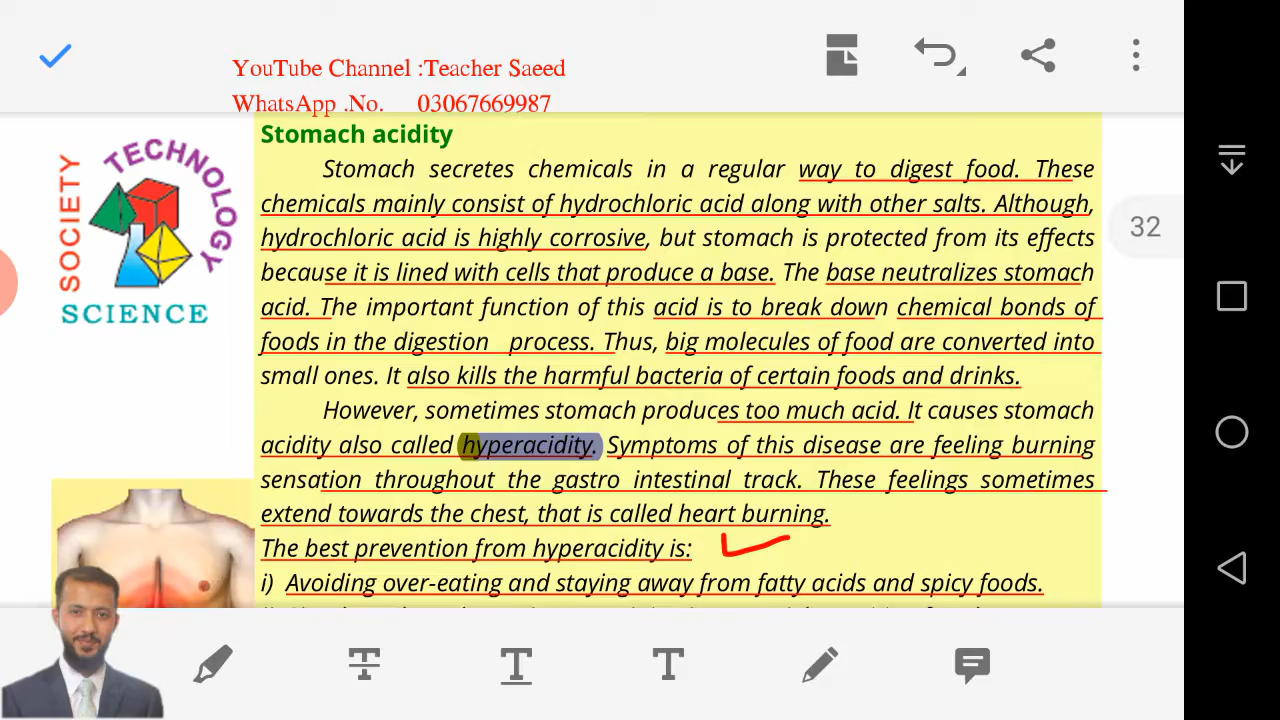 YouTube Channel :Teacher Saeed
WhatsApp .No. 03067669987
Stomach acidity
Stomach secretes chemicals in a regular way to digest food. These
chemicals mainly consist of hydrochloric acid along with other salts. Although,
hydrochloric acid is highly corrosive, but stomach is protected from its effects
because it is lined with cells that produce a base. The base neutralizes stomach
acid. The important function of this acid is to break down chemical bonds of
foods in the digestion process. Thus, big molecules of food are converted into
small ones. It also kills the harmful bacteria of certain foods and drinks.
However, sometimes stomach produces too much acid. It causes stomach
acidity also called hyperacidity. Symptoms of this disease are feeling burning
sensation throughout the gastro intestinal track. These feelings sometimes
extend towards the chest, that is called heart burning.
The best prevention from hyperacidity is:
i) Avoiding over-eating and staying away from fatty acids and spicy foods.
SOCIETY
TECHNOLOGY
SCIENCE
32
T
T
T